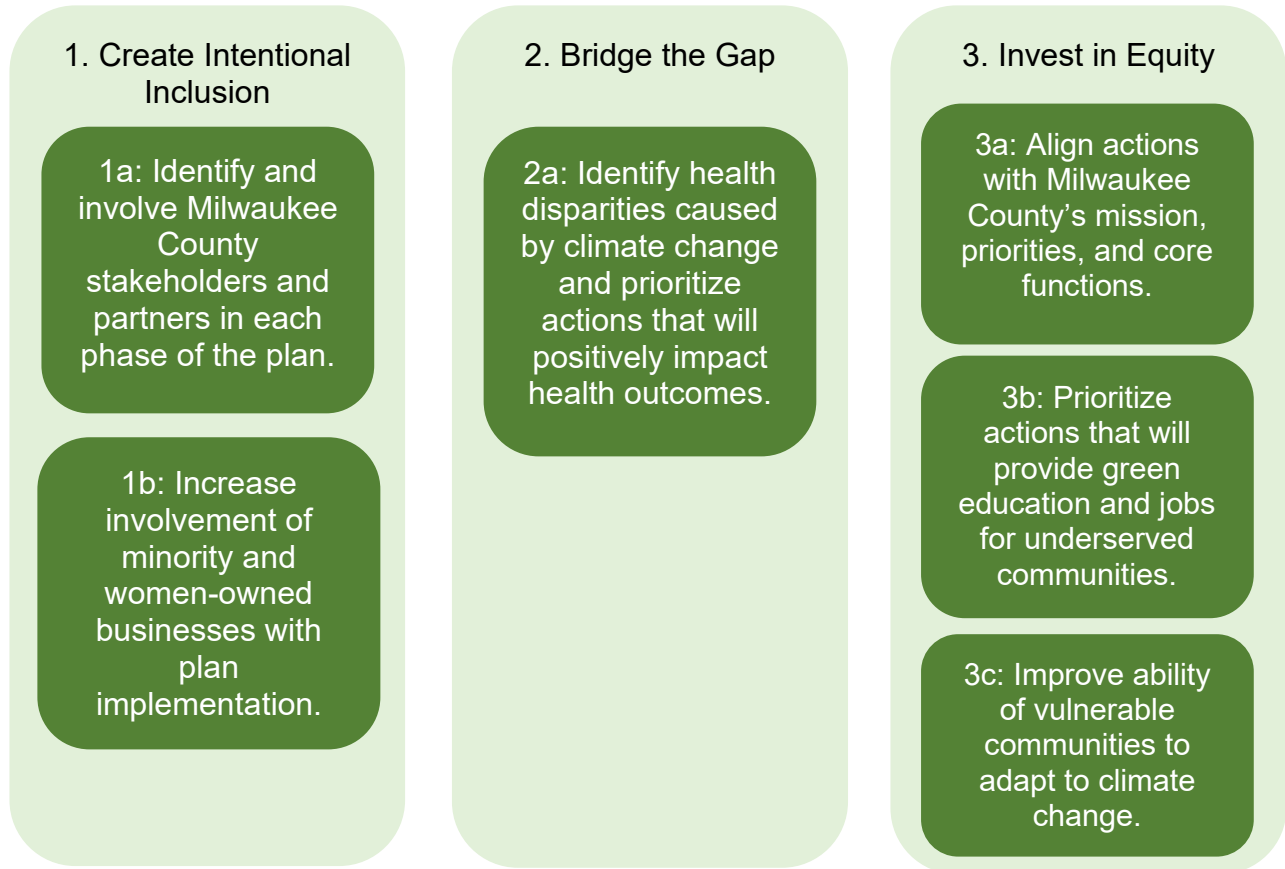 1. Create Intentional
Inclusion
1a: Identify and
involve Milwaukee
County
stakeholders and
partners in each
phase of the plan.
1b: Increase
involvement of
minority and
women-owned
businesses with
plan
implementation.
2. Bridge the Gap
2a: Identify health
disparities caused
by climate change
and prioritize
actions that will
positively impact
health outcomes.
3. Invest in Equity
3a: Align actions
with Milwaukee
County’s mission,
priorities, and core
functions.
3b: Prioritize
actions that will
provide green
education and jobs
for underserved
communities.
3c: Improve ability
of vulnerable
communities to
adapt to climate
change.